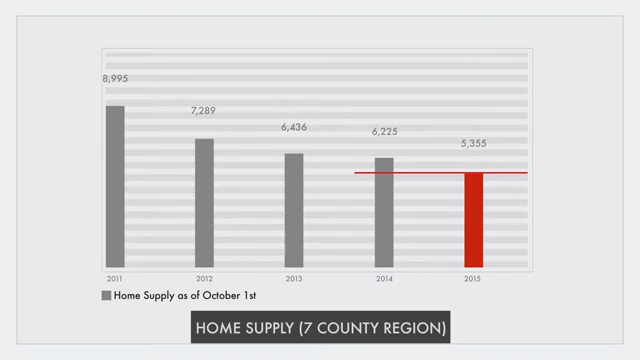 8,995
7,289
6,436
6,225
5,355
2011 2012 2013 2014 2015
Home Supply as of October 1st
HOME SUPPLY (7 COUNTY REGION)